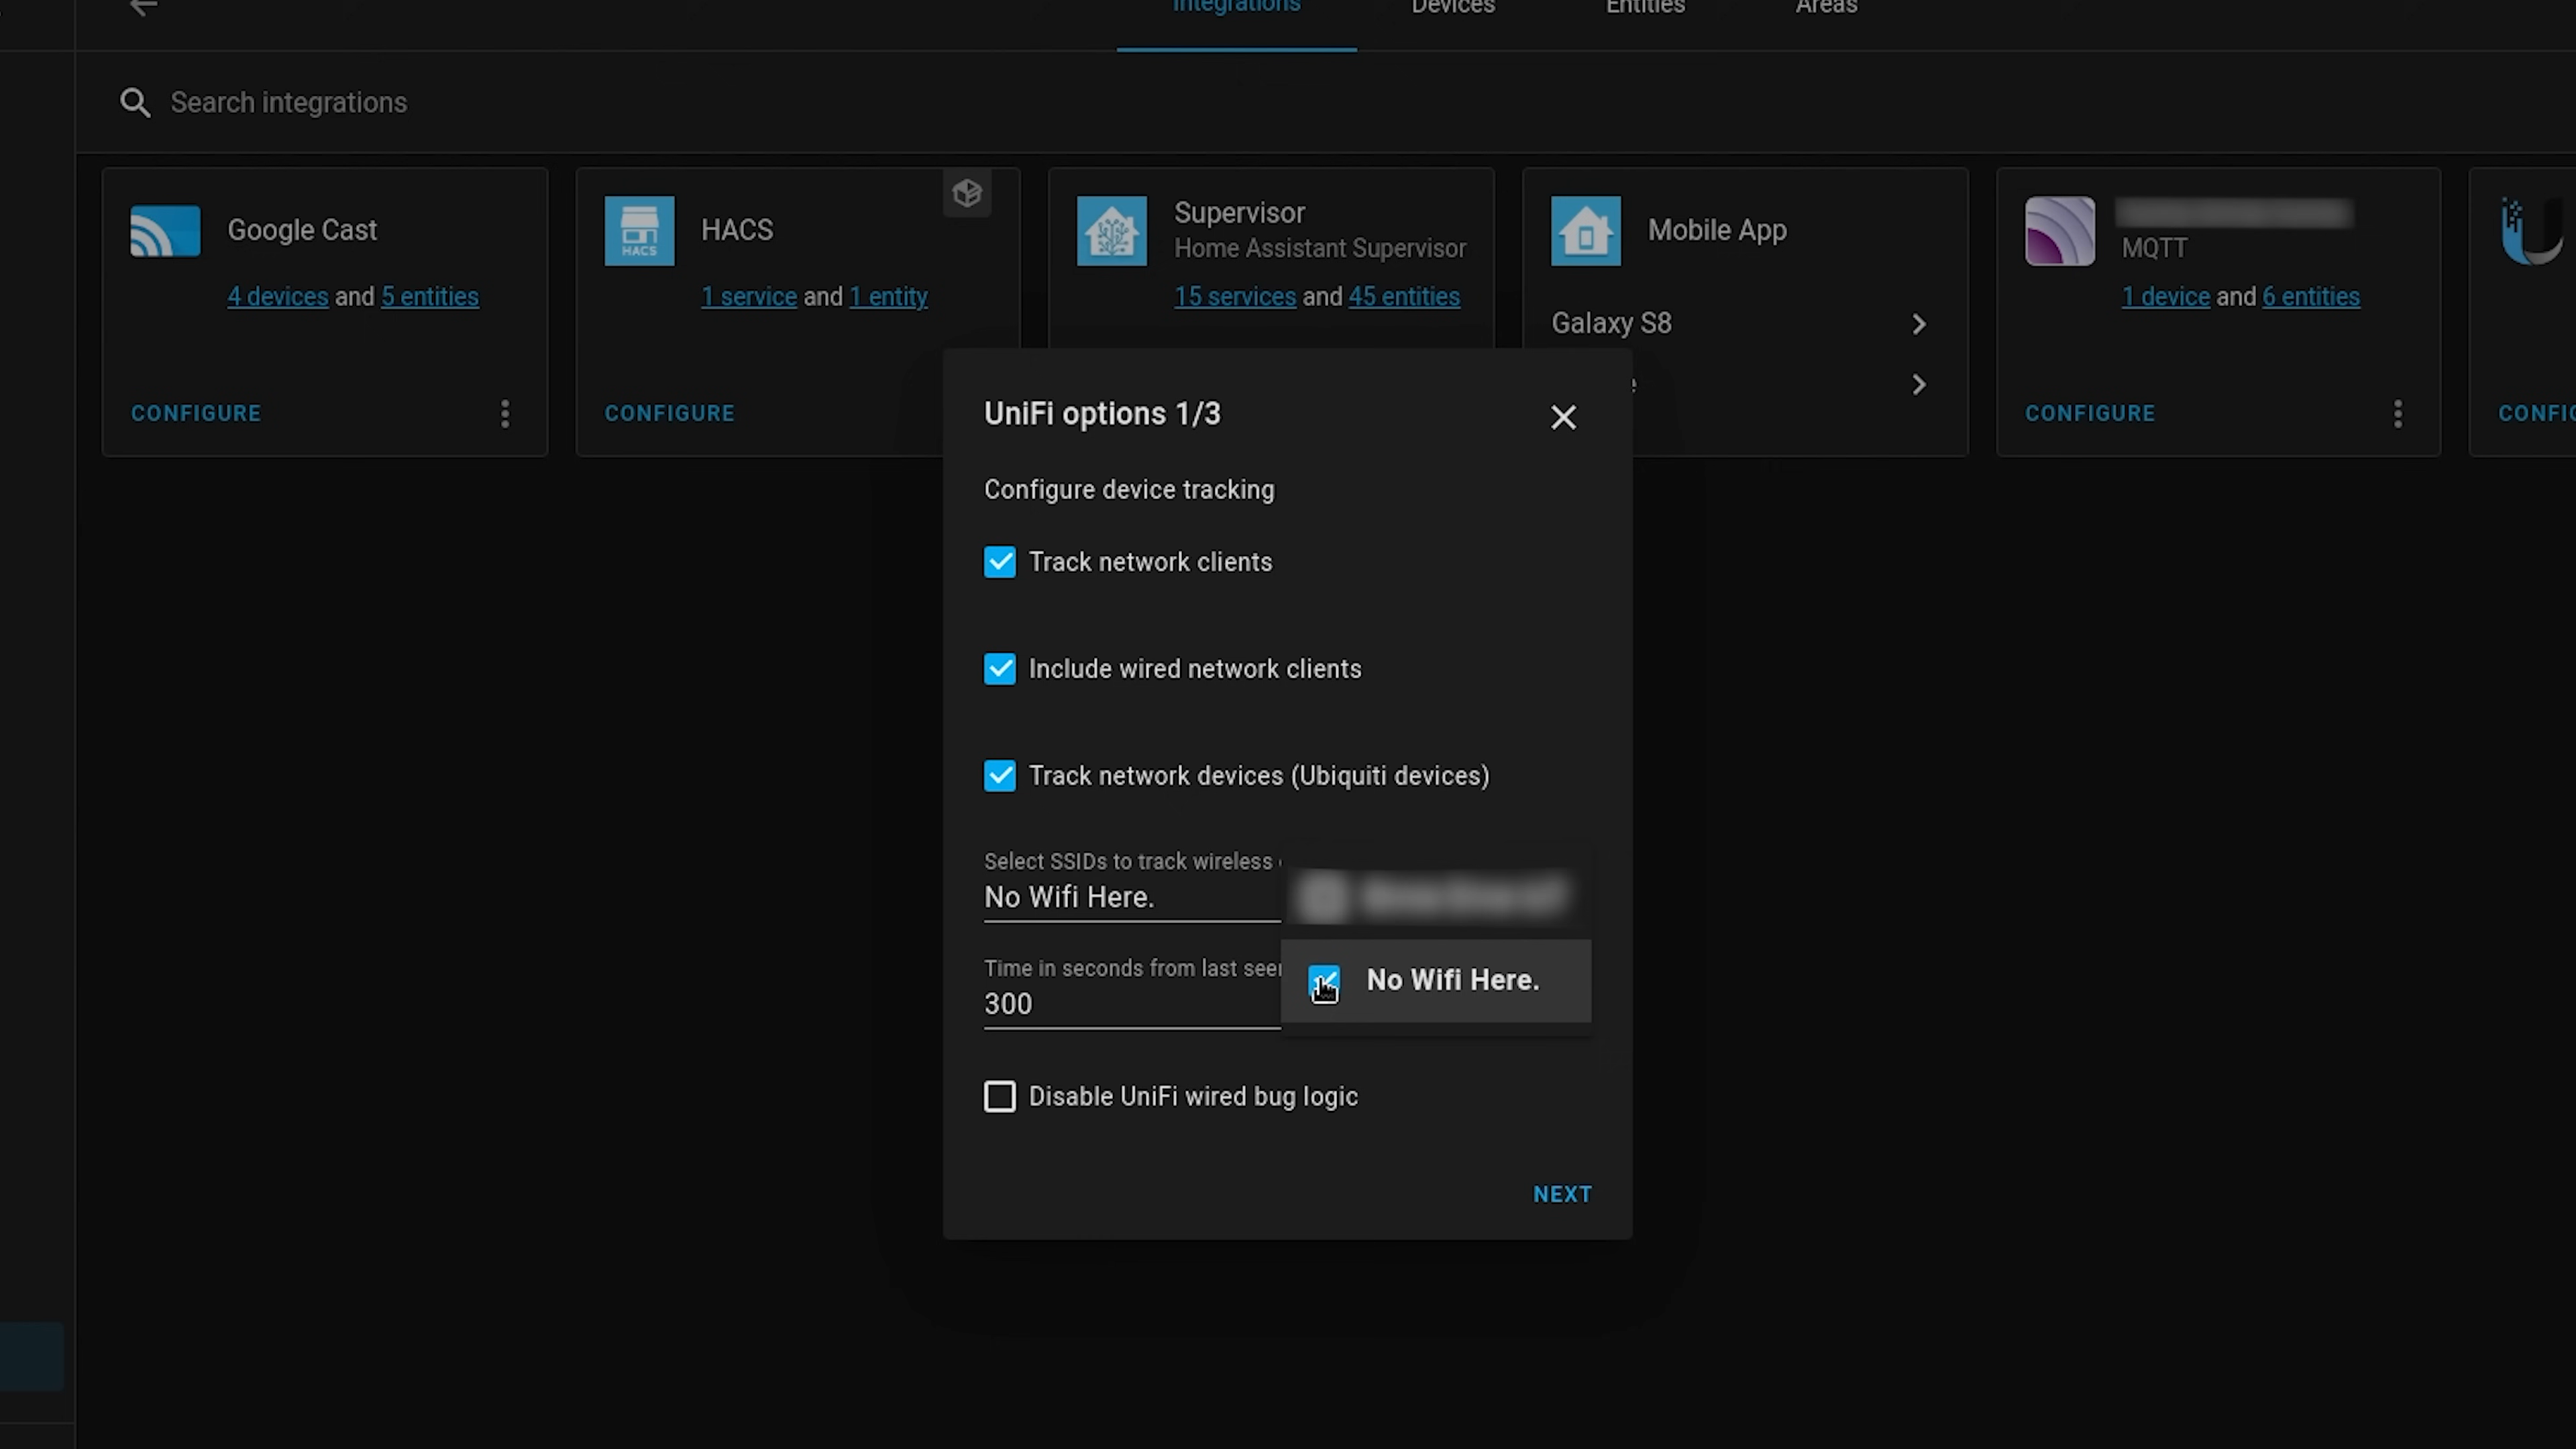 Integrations Devices Entities Areas
Search integrations
Google Cast
4 devices and 5 entities
CONFIGURE
HACS
HACS
1 service and 1 entity
CONFIGURE
Supervisor
Home Assistant Supervisor
15 services and 45 entities
Mobile App
Galaxy S8
e
MQTT
1 device and 6 entities
CONFIGURE
CONFIG
UniFi options 1/3
Configure device tracking
Track network clients
Include wired network clients
Track network devices (Ubiquiti devices)
Select SSIDs to track wireless
No Wifi Here.
No Wifi Here.
Time in seconds from last seen
300
Disable UniFi wired bug logic
NEXT